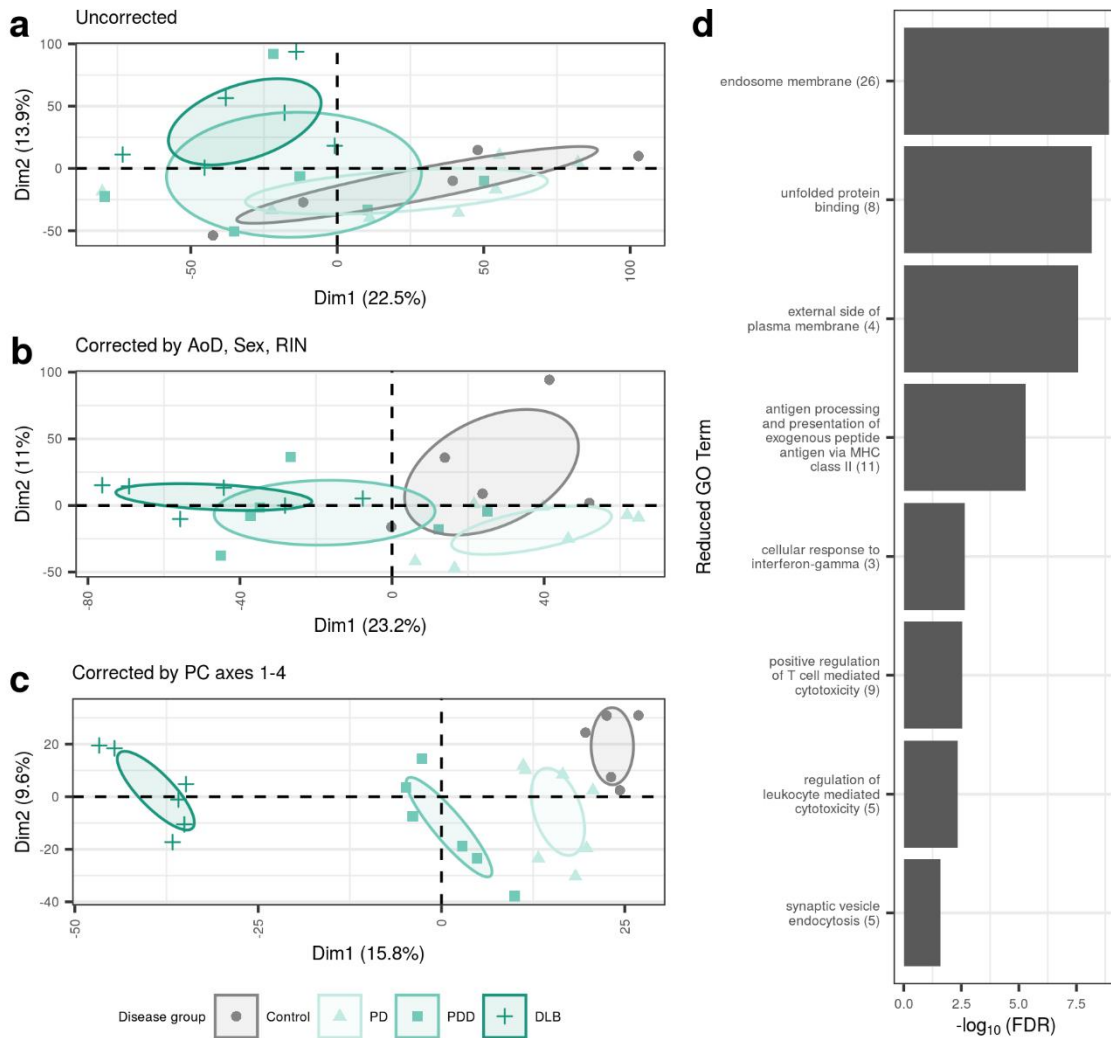 a
Uncorrected
100
50
0
-50
Dim2 (13.9%)
-50
0
50
100
Dim1 (22.5%)
b
Corrected by AoD, Sex, RIN
100
50
0
-50
Dim2 (11%)
-80
-40
0
40
Dim1 (23.2%)
c
Corrected by PC axes 1-4
20
0
-20
-40
Dim2 (9.6%)
-50
-25
0
25
Dim1 (15.8%)
Disease group
Control
PD
PDD
DLB
d
Reduced GO Term
endosome membrane (26)
unfolded protein
binding (8)
external side of
plasma membrane (4)
antigen processing
and presentation of
exogenous peptide
antigen via MHC
class II (11)
cellular response to
interferon-gamma (3)
positive regulation
of T cell mediated
cytotoxicity (9)
regulation of
leukocyte mediated
cytotoxicity (5)
synaptic vesicle
endocytosis (5)
0.0
2.5
5.0
7.5
-log₁₀ (FDR)